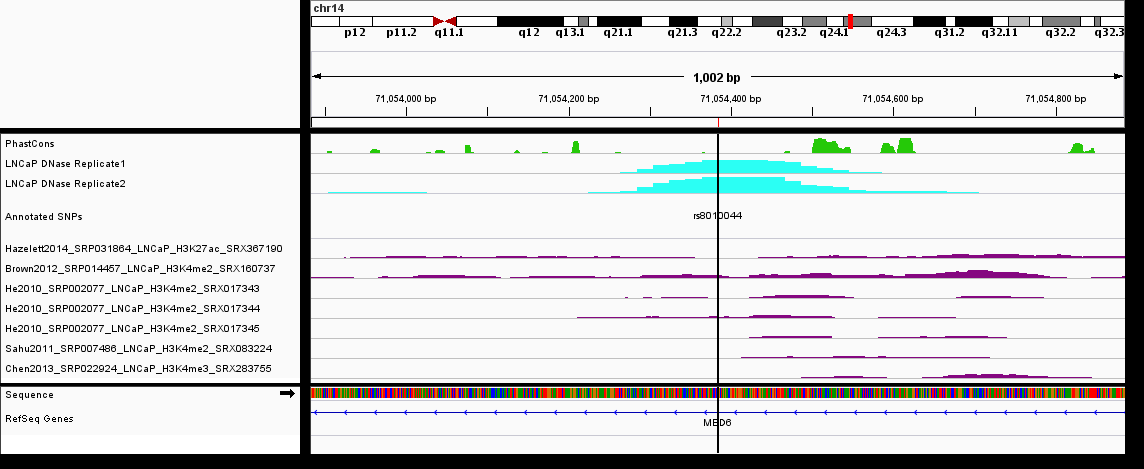 chr14
p12 p11.2 q11.1 q12 q13.1 q21.1 q21.3 q22.2 q23.2 q24.1 q24.3 q31.2 q32.11 q32.2 q32.3
1,002 bp
71,054,000 bp 71,054,200 bp 71,054,400 bp 71,054,600 bp 71,054,800 bp
PhastCons
LNCaP DNase Replicate1
LNCaP DNase Replicate2
Annotated SNPs
rs8010044
Hazelett2014_SRP031864_LNCaP_H3K27ac_SRX367190
Brown2012_SRP014457_LNCaP_H3K4me2_SRX160737
He2010_SRP002077_LNCaP_H3K4me2_SRX017343
He2010_SRP002077_LNCaP_H3K4me2_SRX017344
He2010_SRP002077_LNCaP_H3K4me2_SRX017345
Sahu2011_SRP007486_LNCaP_H3K4me2_SRX083224
Chen2013_SRP022924_LNCaP_H3K4me3_SRX283755
Sequence
RefSeq Genes
MED6